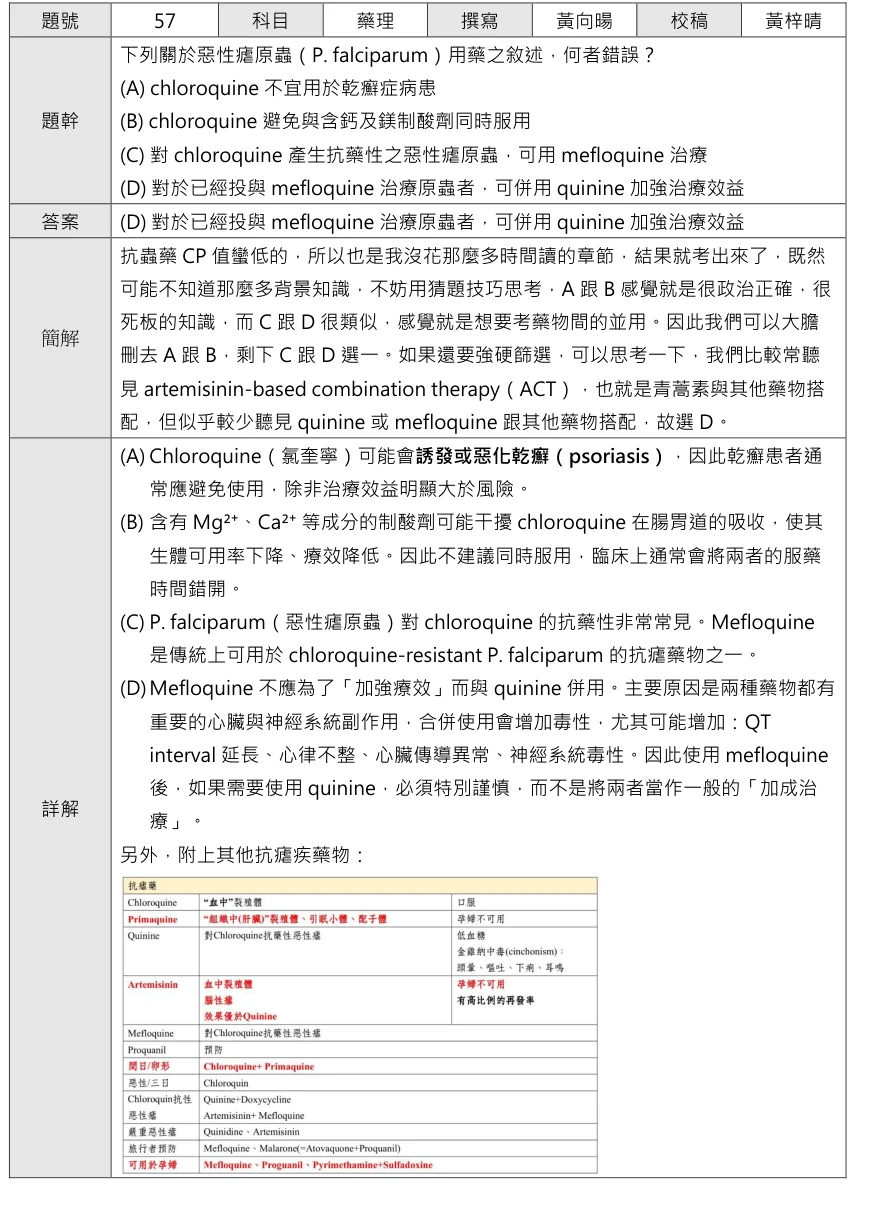 題號 57 科目 藥理 撰寫 黃向暘 校稿 黃梓晴
題幹
下列關於惡性瘧原蟲（P. falciparum）用藥之敘述，何者錯誤？
(A) chloroquine 不宜用於乾癬症病患
(B) chloroquine 避免與含鈣及鎂制酸劑同時服用
(C) 對 chloroquine 產生抗藥性之惡性瘧原蟲，可用 mefloquine 治療
(D) 對於已經投與 mefloquine 治療原蟲者，可併用 quinine 加強治療效益
答案 (D) 對於已經投與 mefloquine 治療原蟲者，可併用 quinine 加強治療效益
簡解
抗蟲藥 CP 值蠻低的，所以也是我沒花那麼多時間讀的章節，結果就考出來了，既然
可能不知道那麼多背景知識，不妨用猜題技巧思考，A 跟 B 感覺就是很政治正確，很
死板的知識，而 C 跟 D 很類似，感覺就是想要考藥物間的並用。因此我們可以大膽
刪去 A 跟 B，剩下 C 跟 D 選一。如果還要強硬篩選，可以思考一下，我們比較常聽
見 artemisinin-based combination therapy（ACT），也就是青蒿素與其他藥物搭
配，但似乎較少聽見 quinine 或 mefloquine 跟其他藥物搭配，故選 D。
詳解
(A) Chloroquine（氯奎寧）可能會誘發或惡化乾癬（psoriasis），因此乾癬患者通
常應避免使用，除非治療效益明顯大於風險。
(B) 含有 Mg²⁺、Ca²⁺ 等成分的制酸劑可能干擾 chloroquine 在腸胃道的吸收，使其
生體可用率下降、療效降低。因此不建議同時服用，臨床上通常會將兩者的服藥
時間錯開。
(C) P. falciparum（惡性瘧原蟲）對 chloroquine 的抗藥性非常常見。Mefloquine
是傳統上可用於 chloroquine-resistant P. falciparum 的抗瘧藥物之一。
(D) Mefloquine 不應為了「加強療效」而與 quinine 併用。主要原因是兩種藥物都有
重要的心臟與神經系統副作用，合併使用會增加毒性，尤其可能增加：QT
interval 延長、心律不整、心臟傳導異常、神經系統毒性。因此使用 mefloquine
後，如果需要使用 quinine，必須特別謹慎，而不是將兩者當作一般的「加成治
療」。
另外，附上其他抗瘧疾藥物：
抗瘧藥
Chloroquine “血中”裂殖體 口服
Primaquine “組織中(肝臟)”裂殖體、引眠小體、配子體 孕婦不可用
Quinine 對Chloroquine抗藥性惡性瘧 低血糖
金雞納中毒(cinchonism)：
頭暈、嘔吐、下痢、耳鳴
Artemisinin 血中裂殖體 孕婦不可用
腦性瘧 有高比例的再發率
效果優於Quinine
Mefloquine 對Chloroquine抗藥性惡性瘧
Proquanil 預防
間日/卵形 Chloroquine+ Primaquine
惡性/三日 Chloroquin
Chloroquin抗性 Quinine+Doxycycline
惡性瘧 Artemisinin+ Mefloquine
嚴重惡性瘧 Quinidine、Artemisinin
旅行者預防 Mefloquine、Malarone(=Atovaquone+Proquanil)
可用於孕婦 Mefloquine、Proguanil、Pyrimethamine+Sulfadoxine